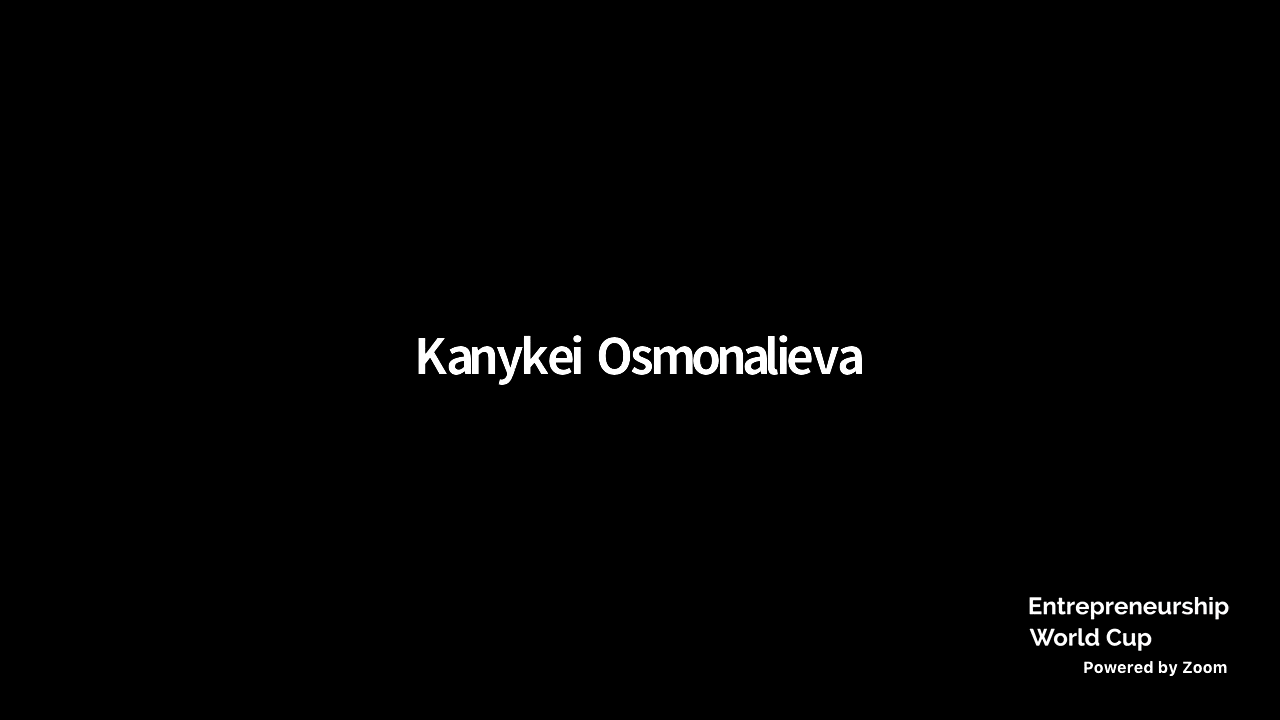 Kanykei Osmonalieva
Entrepreneurship
World Cup
Powered by Zoom